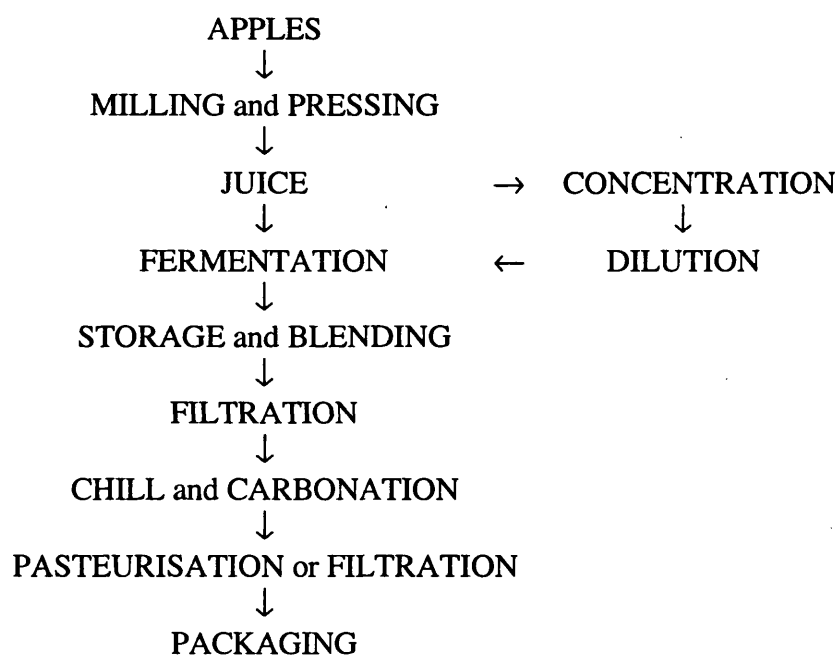 APPLES
↓
MILLING and PRESSING
↓
JUICE → CONCENTRATION
↓ ↓
FERMENTATION ← DILUTION
↓
STORAGE and BLENDING
↓
FILTRATION
↓
CHILL and CARBONATION
↓
PASTEURISATION or FILTRATION
↓
PACKAGING